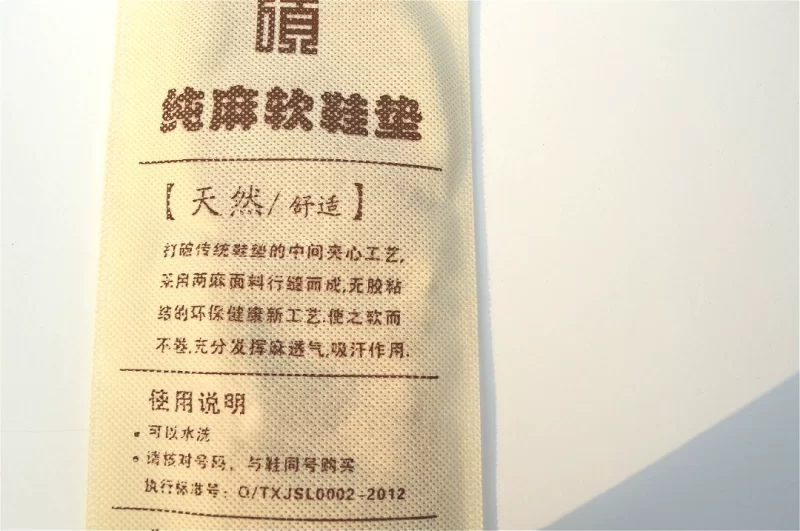 纯麻软鞋垫
【天然/舒适】
打破传统鞋垫的中间夹心工艺,
采用两麻面料行缝而成,无胶粘
结的环保健康新工艺.使之软而
不卷,充分发挥麻透气,吸汗作用.
使用说明
可以水洗
请核对号码，与鞋同号购买
执行标准号：Q/TXJSL0002-2012